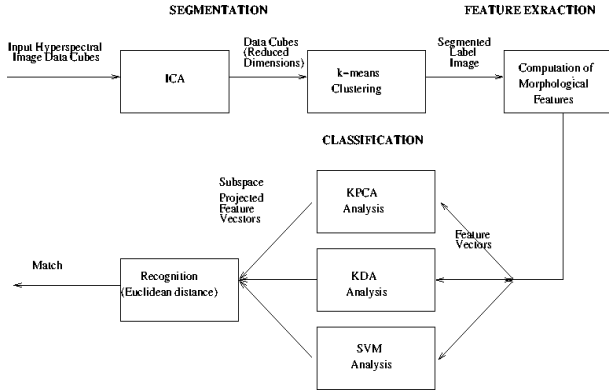 SEGMENTATION
FEATURE EXRACTION
Input Hyperspectral
Image Data Cubes
ICA
Data Cubes
(Reduced
Dimensions)
k-means
Clustering
Segmented
Label
Image
Computation of
Morphological
Features
CLASSIFICATION
Subspace
Projected
Feature
Vecstors
KPCA
Analysis
Feature
Vectors
Match
Recognition
(Euclidean distance)
KDA
Analysis
SVM
Analysis